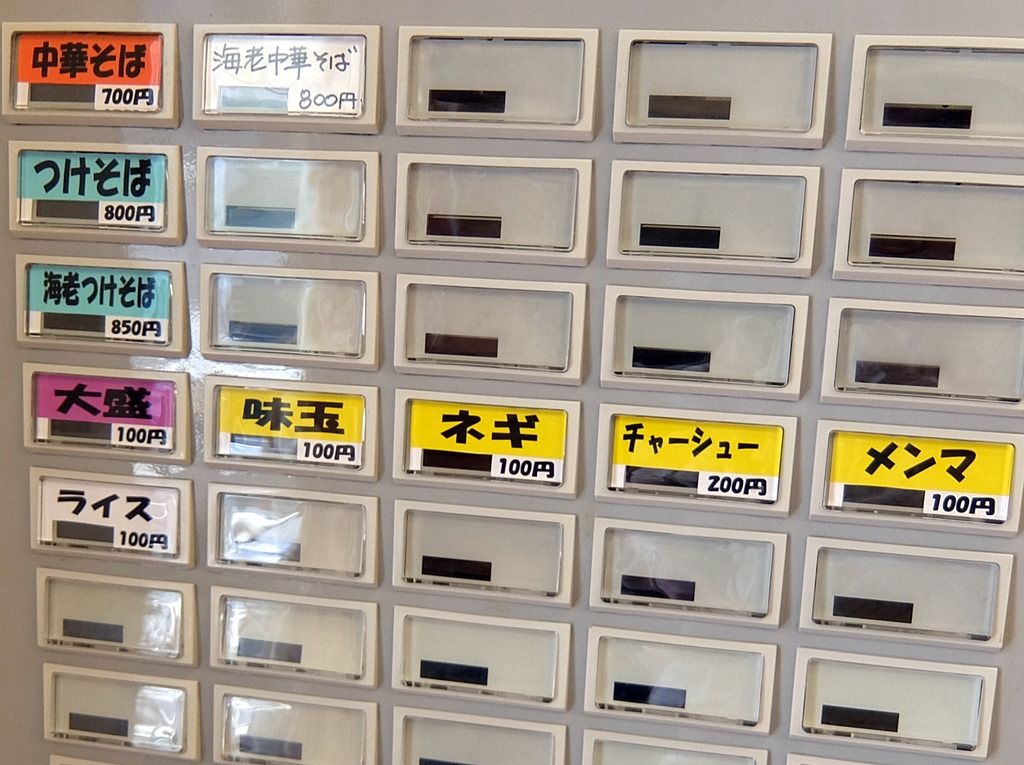 中華そば
700円
海老中華そば
800円
つけそば
800円
海老つけそば
850円
大盛
100円
味玉
100円
ネギ
100円
チャーシュー
200円
メンマ
100円
ライス
100円